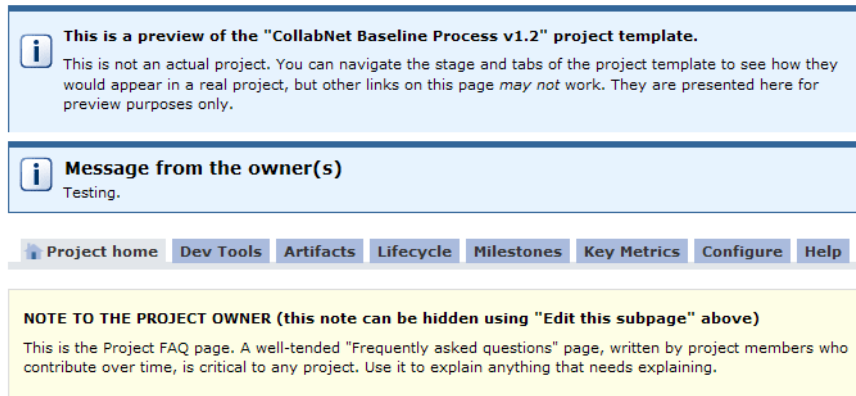 This is a preview of the "CollabNet Baseline Process v1.2" project template.
This is not an actual project. You can navigate the stage and tabs of the project template to see how they
would appear in a real project, but other links on this page may not work. They are presented here for
preview purposes only.
Message from the owner(s)
Testing.
Project home Dev Tools Artifacts Lifecycle Milestones Key Metrics Configure Help
NOTE TO THE PROJECT OWNER (this note can be hidden using "Edit this subpage" above)
This is the Project FAQ page. A well-tended "Frequently asked questions" page, written by project members who
contribute over time, is critical to any project. Use it to explain anything that needs explaining.